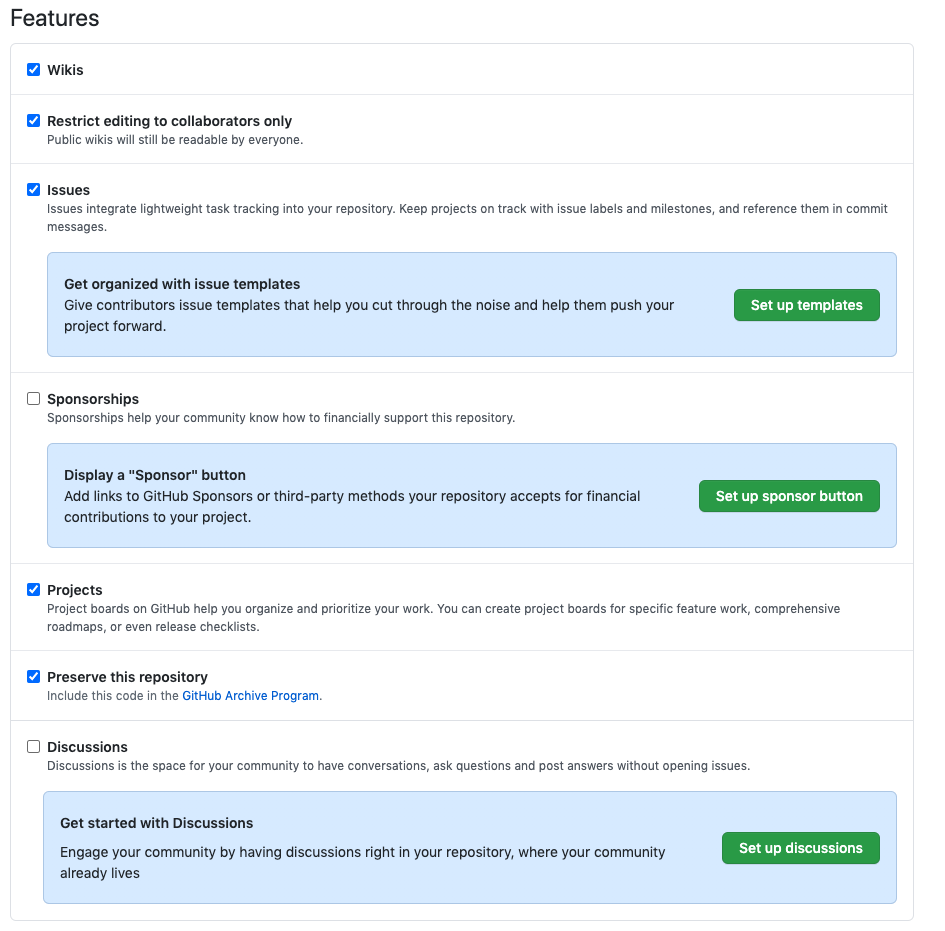 Features
Wikis
Restrict editing to collaborators only
Public wikis will still be readable by everyone.
Issues
Issues integrate lightweight task tracking into your repository. Keep projects on track with issue labels and milestones, and reference them in commit
messages.
Get organized with issue templates
Give contributors issue templates that help you cut through the noise and help them push your
project forward.
Set up templates
Sponsorships
Sponsorships help your community know how to financially support this repository.
Display a "Sponsor" button
Add links to GitHub Sponsors or third-party methods your repository accepts for financial
contributions to your project.
Set up sponsor button
Projects
Project boards on GitHub help you organize and prioritize your work. You can create project boards for specific feature work, comprehensive
roadmaps, or even release checklists.
Preserve this repository
Include this code in the GitHub Archive Program.
Discussions
Discussions is the space for your community to have conversations, ask questions and post answers without opening issues.
Get started with Discussions
Engage your community by having discussions right in your repository, where your community
already lives
Set up discussions